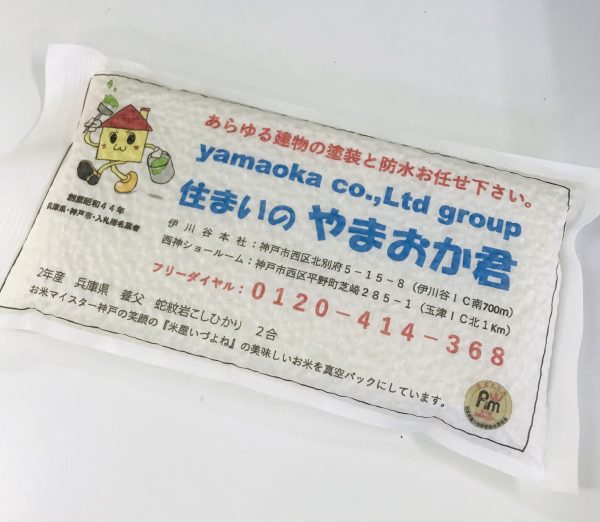 あらゆる建物の塗装と防水お任せ下さい。
yamaoka co.,Ltd group
住まいの やまおか君
創業昭和44年
兵庫県・神戸市・入札指名業者
伊川谷本社：神戸市西区北別府5－15－8（伊川谷IC南700m）
西神ショールーム：神戸市西区平野町芝崎285－1（玉津IC北1Km）
フリーダイヤル：0120－414－368
2年産 兵庫県 養父 蛇紋岩こしひかり 2合
お米マイスター神戸の笑顔の『米屋いづよね』の美味しいお米を真空パックにしています。